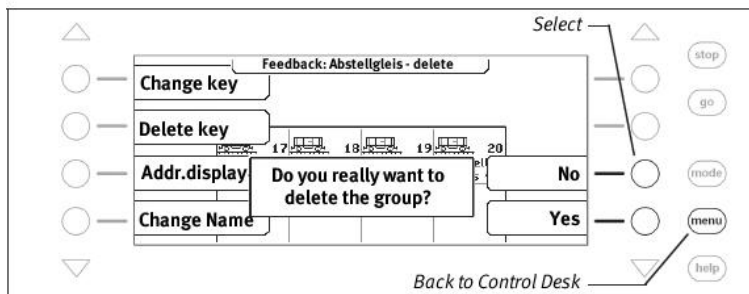 Select
Feedback: Abstellgleis - delete
stop
Change key
go
Delete key
17 18 19 20
Addr.display
Do you really want to
delete the group?
No
mode
Change Name
Yes
menu
help
Back to Control Desk